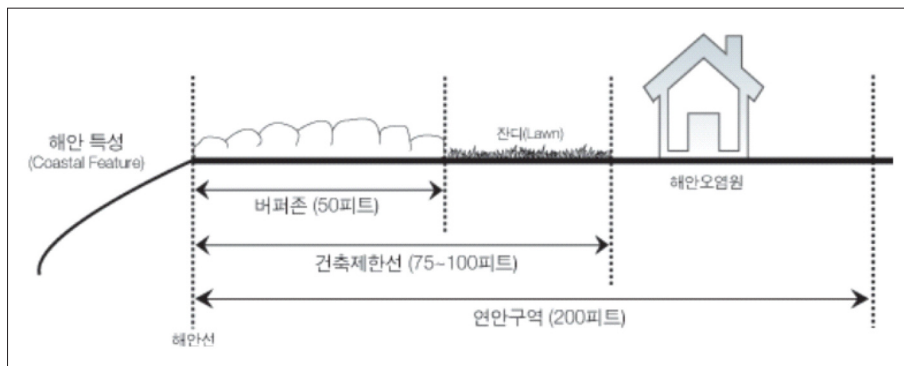 해안 특성
(Coastal Feature)
잔디(Lawn)
해안오염원
버퍼존 (50피트)
건축제한선 (75~100피트)
연안구역 (200피트)
해안선